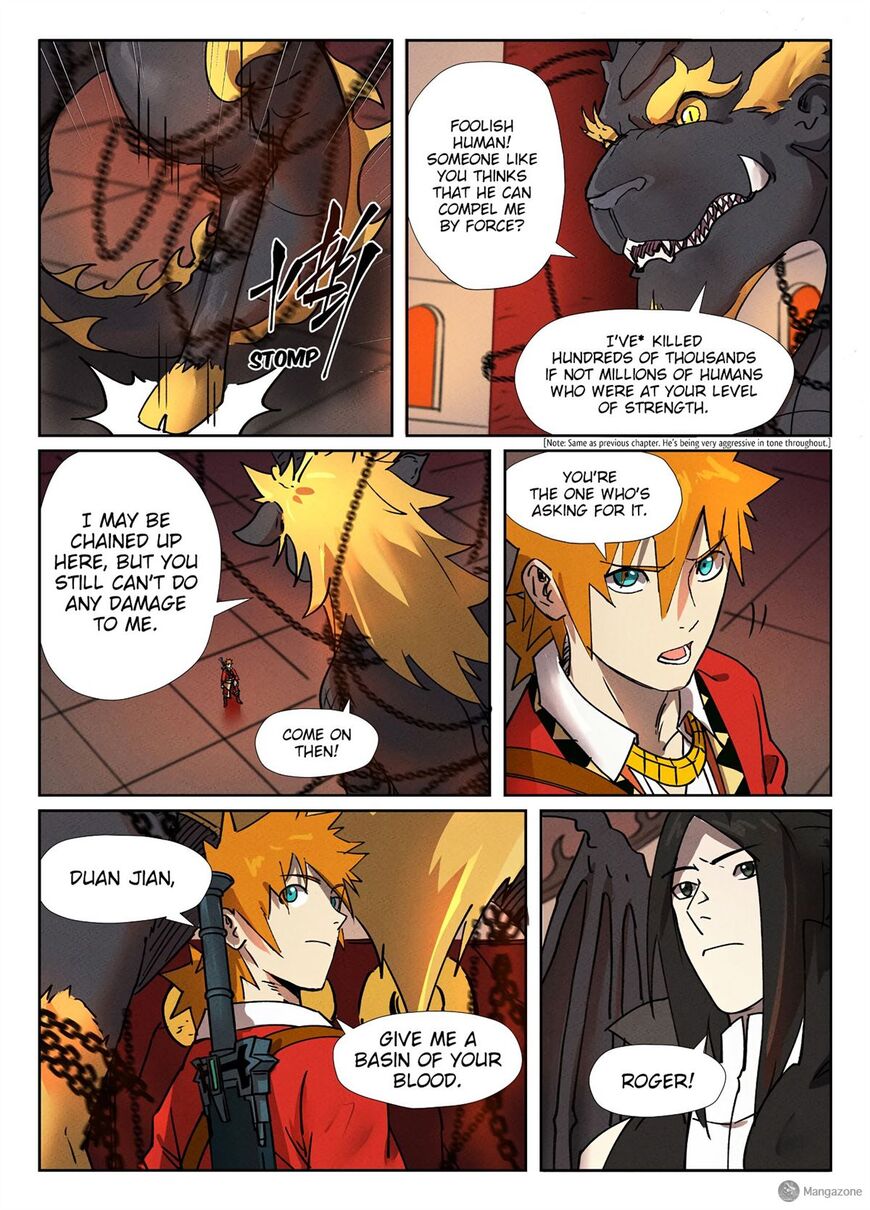 STOMP
FOOLISH
HUMAN!
SOMEONE LIKE
YOU THINKS
THAT HE CAN
COMPEL ME
BY FORCE?
I'VE* KILLED
HUNDREDS OF THOUSANDS
IF NOT MILLIONS OF HUMANS
WHO WERE AT YOUR LEVEL
OF STRENGTH.
[Note: Same as previous chapter. He's being very aggressive in tone throughout.]
I MAY BE
CHAINED UP
HERE, BUT YOU
STILL CAN'T DO
ANY DAMAGE
TO ME.
COME ON
THEN!
YOU'RE
THE ONE WHO'S
ASKING FOR IT.
DUAN JIAN,
GIVE ME A
BASIN OF YOUR
BLOOD.
ROGER!
Mangazone